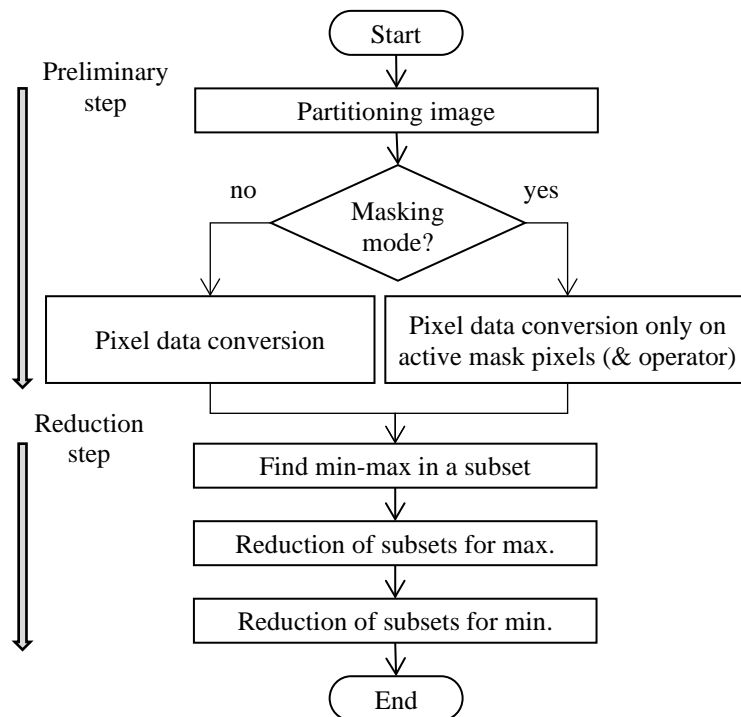 Start
Preliminary
step
Partitioning image
no
yes
Masking
mode?
Pixel data conversion
Pixel data conversion only on
active mask pixels (& operator)
Reduction
step
Find min-max in a subset
Reduction of subsets for max.
Reduction of subsets for min.
End